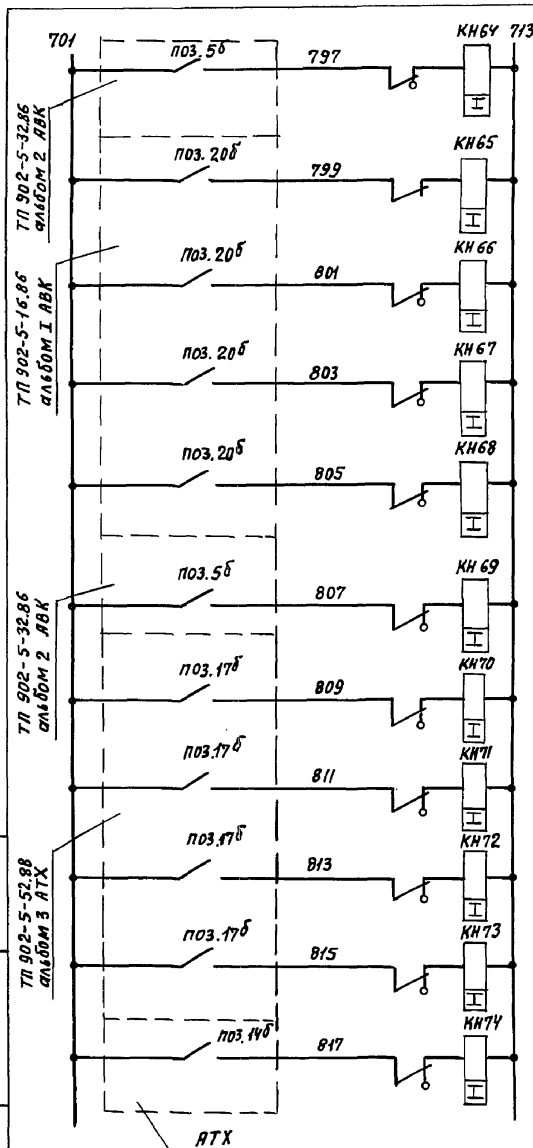 701
КН64
713
ПОЗ. 5б
797
I
КН65
ПОЗ. 20б
799
I
КН66
ПОЗ. 20б
801
I
КН67
ПОЗ. 20б
803
I
КН68
ПОЗ. 20б
805
I
КН 69
ПОЗ. 5б
807
I
КН70
ПОЗ. 17б
809
I
КН71
ПОЗ. 17б
811
I
КН72
ПОЗ. 17б
813
I
КН73
ПОЗ. 17б
815
I
КН74
ПОЗ. 14б
817
I
АТХ
ТП 902-5-32.86
альбом 2 АВК
ТП 902-5-16.86
альбом I АВК
ТП 902-5-32.86
альбом 2 АВК
ТП 902-5-52.88
альбом 3 АТХ